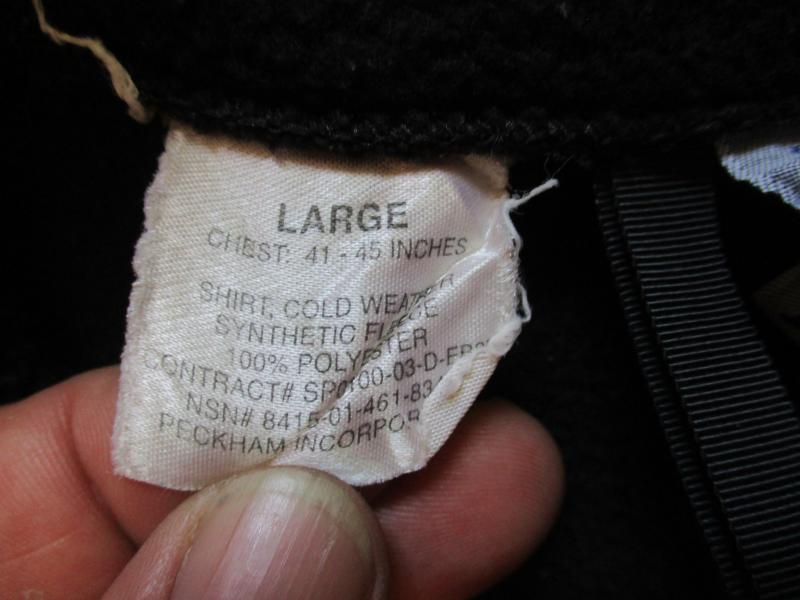 LARGE
CHEST: 41 - 45 INCHES
SHIRT, COLD WEATHER
SYNTHETIC FLEECE
100% POLYESTER
CONTRACT# SP0100-03-D-
NSN# 8415-01-461-83
PECKHAM INCORPOR